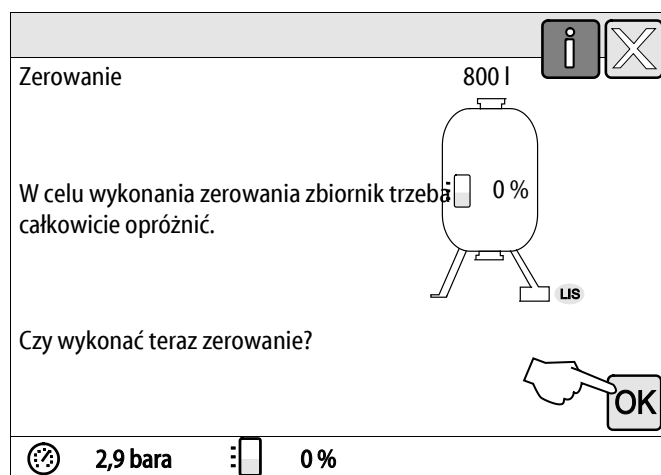 i X
Zerowanie 800 l
W celu wykonania zerowania zbiornik trzeba 0 %
całkowicie opróżnić.
LIS
Czy wykonać teraz zerowanie?
OK
2,9 bara 0 %